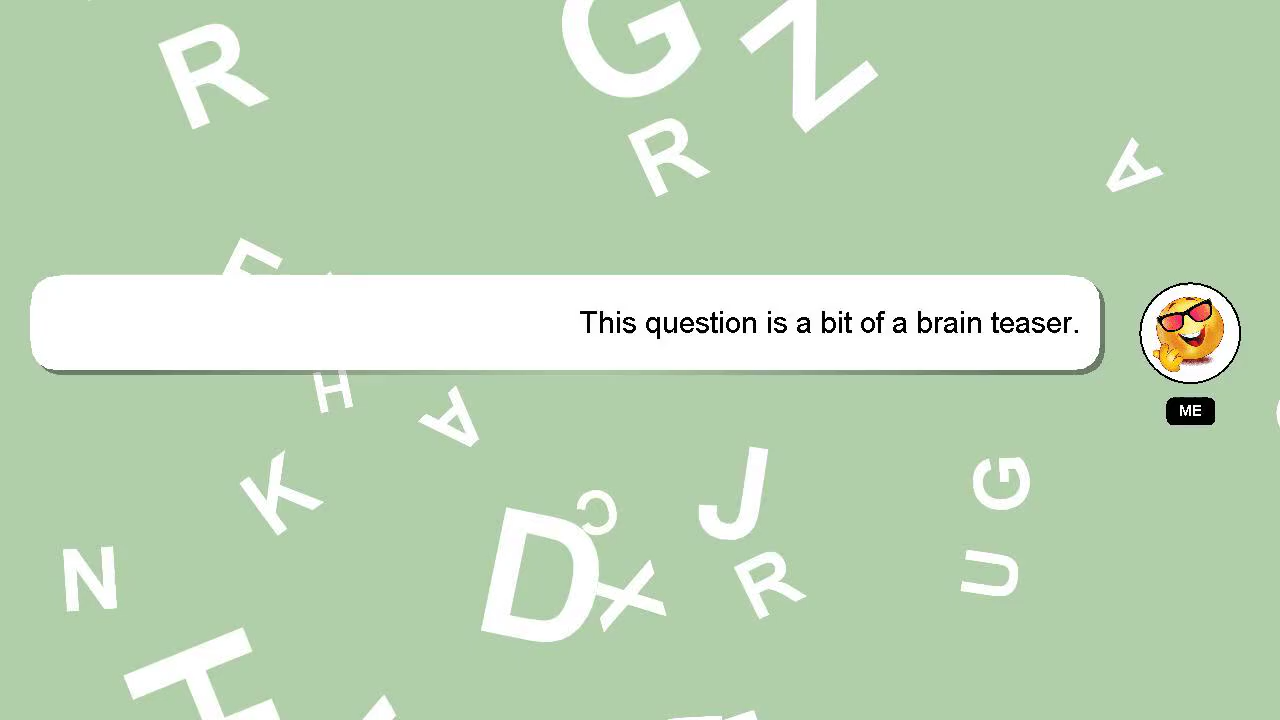 R
G
Z
R
A
This question is a bit of a brain teaser.
ME
H
A
K
J
G
C
D
N
X
R
U